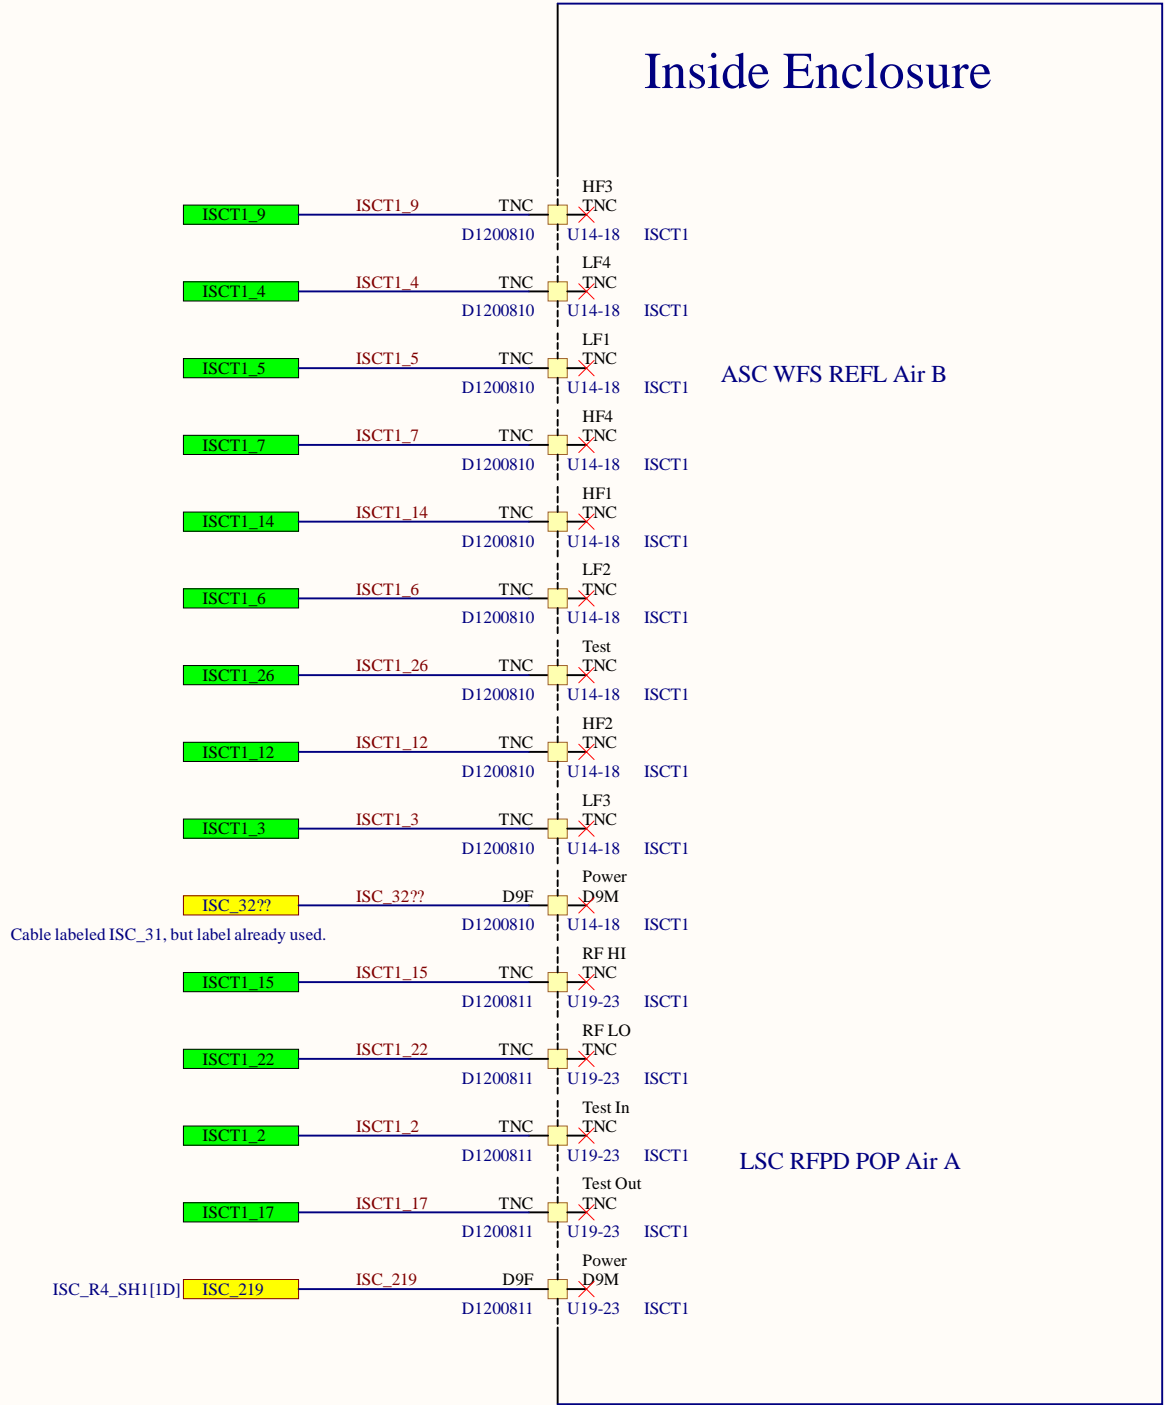 Inside Enclosure
HF3
ISCT1_9 ISCT1_9 TNC TNC
D1200810 U14-18 ISCT1
LF4
ISCT1_4 ISCT1_4 TNC TNC
D1200810 U14-18 ISCT1
LF1
ISCT1_5 ISCT1_5 TNC TNC
ASC WFS REFL Air B
D1200810 U14-18 ISCT1
HF4
ISCT1_7 ISCT1_7 TNC TNC
D1200810 U14-18 ISCT1
HF1
ISCT1_14 ISCT1_14 TNC TNC
D1200810 U14-18 ISCT1
LF2
ISCT1_6 ISCT1_6 TNC TNC
D1200810 U14-18 ISCT1
Test
ISCT1_26 ISCT1_26 TNC TNC
D1200810 U14-18 ISCT1
HF2
ISCT1_12 ISCT1_12 TNC TNC
D1200810 U14-18 ISCT1
LF3
ISCT1_3 ISCT1_3 TNC TNC
D1200810 U14-18 ISCT1
Power
ISC_32?? ISC_32?? D9F D9M
D1200810 U14-18 ISCT1
Cable labeled ISC_31, but label already used.
RF HI
ISCT1_15 ISCT1_15 TNC TNC
D1200811 U19-23 ISCT1
RF LO
ISCT1_22 ISCT1_22 TNC TNC
D1200811 U19-23 ISCT1
Test In
ISCT1_2 ISCT1_2 TNC TNC
D1200811 U19-23 ISCT1
LSC RFPD POP Air A
Test Out
ISCT1_17 ISCT1_17 TNC TNC
D1200811 U19-23 ISCT1
Power
ISC_R4_SH1[1D] ISC_219 ISC_219 D9F D9M
D1200811 U19-23 ISCT1